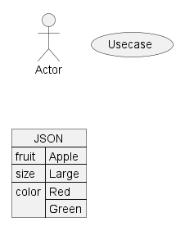 Usecase
Actor
JSON
fruit Apple
size Large
color Red
Green